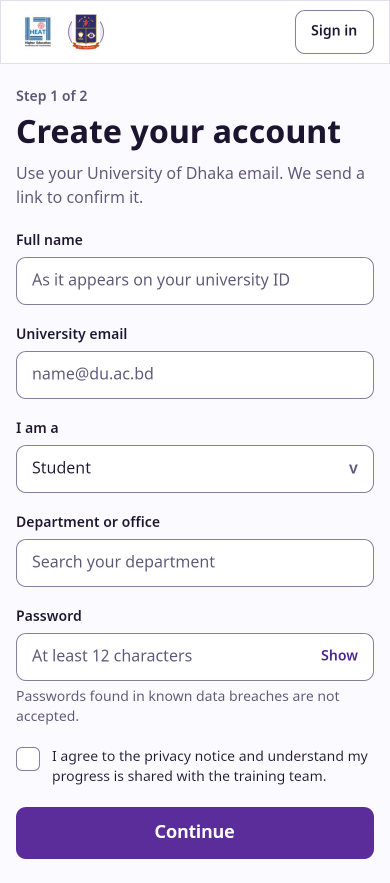 HEAT
Sign in
Step 1 of 2
Create your account
Use your University of Dhaka email. We send a
link to confirm it.
Full name
As it appears on your university ID
University email
name@du.ac.bd
I am a
Student
v
Department or office
Search your department
Password
At least 12 characters
Show
Passwords found in known data breaches are not
accepted.
I agree to the privacy notice and understand my
progress is shared with the training team.
Continue